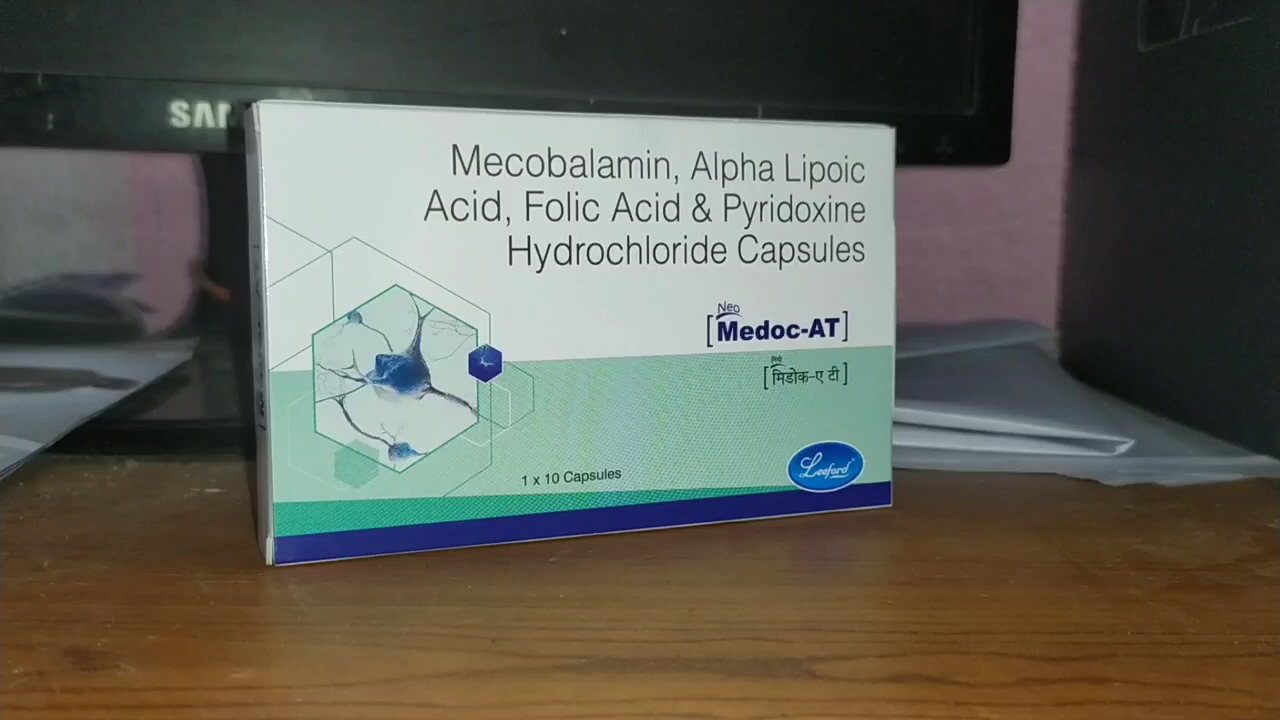 SAM
Mecobalamin, Alpha Lipoic
Acid, Folic Acid & Pyridoxine
Hydrochloride Capsules
Neo
[Medoc-AT]
नियो
[मिडोक-ए टी]
1 x 10 Capsules
Leeford